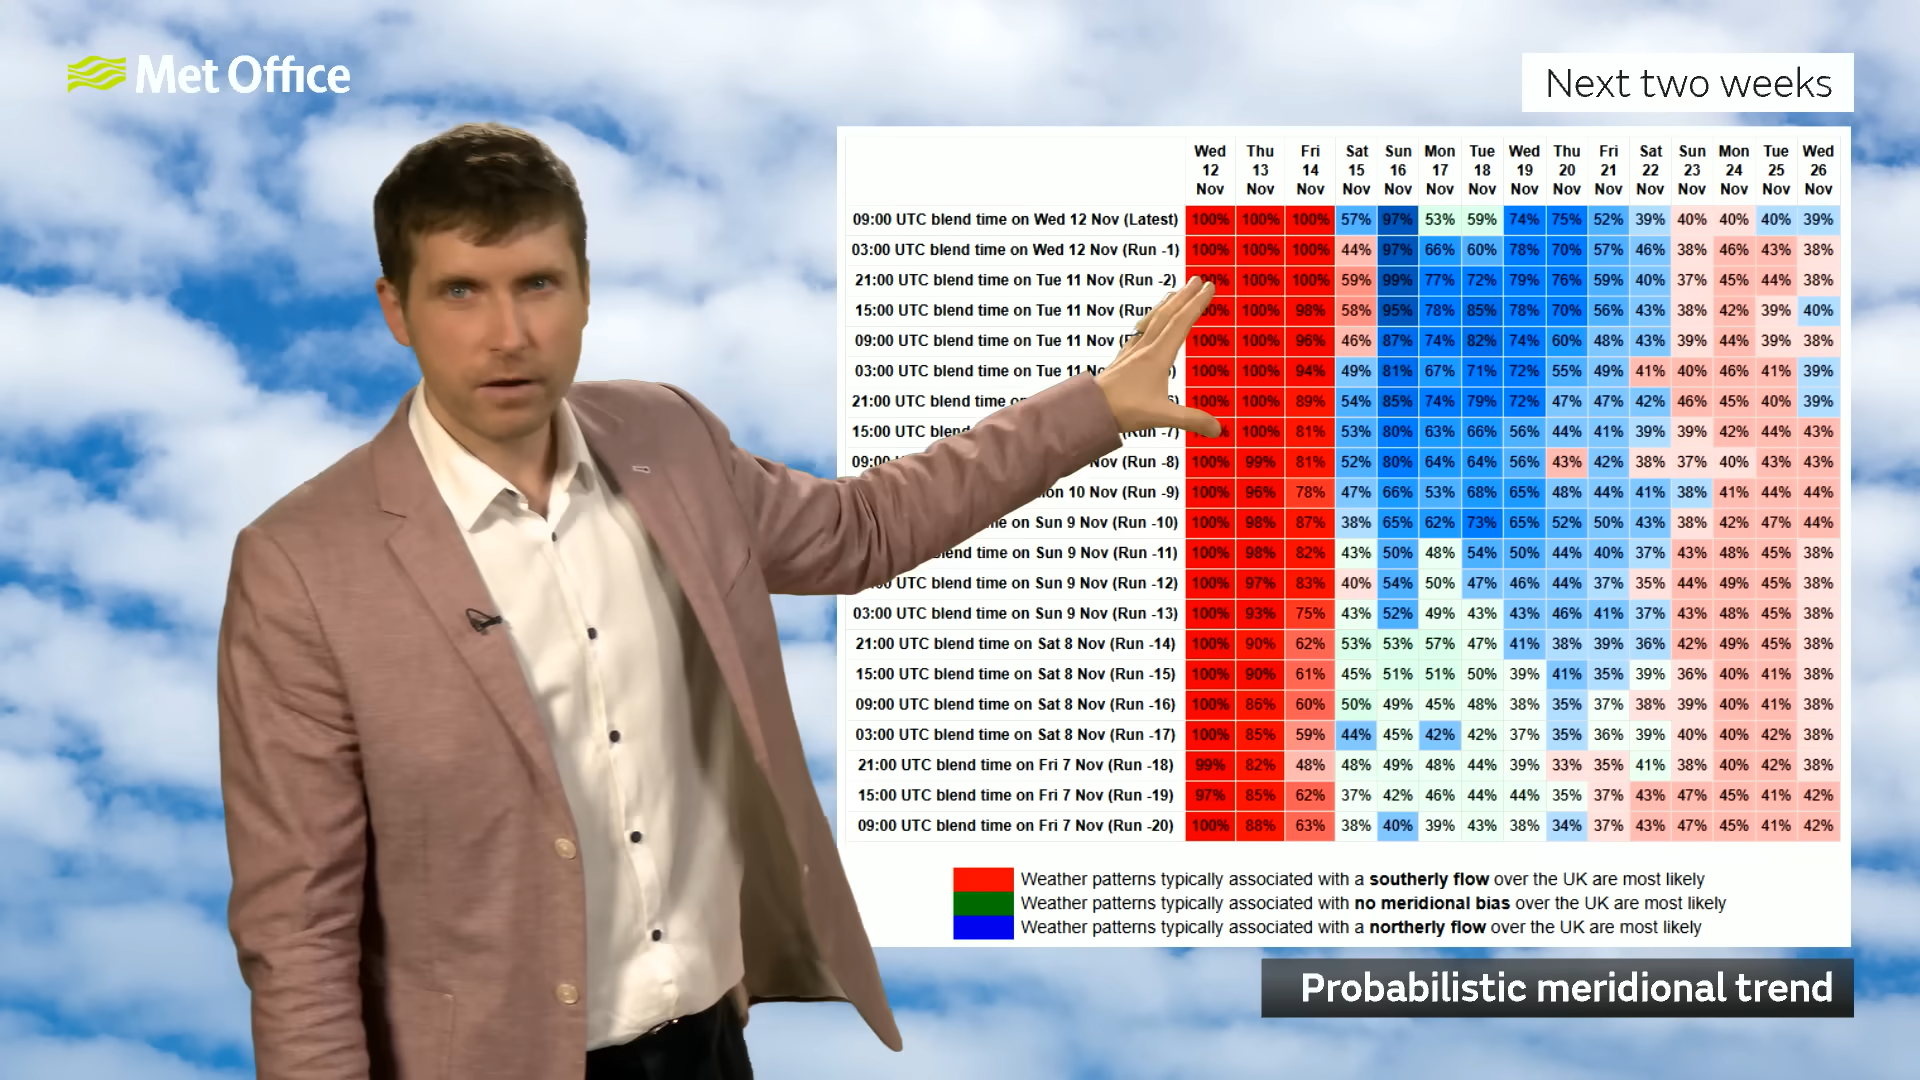 Met Office
Next two weeks
Wed 12 Nov Thu 13 Nov Fri 14 Nov Sat 15 Nov Sun 16 Nov Mon 17 Nov Tue 18 Nov Wed 19 Nov Thu 20 Nov Fri 21 Nov Sat 22 Nov Sun 23 Nov Mon 24 Nov Tue 25 Nov Wed 26 Nov
09:00 UTC blend time on Wed 12 Nov (Latest) 100% 100% 100% 57% 97% 53% 59% 74% 75% 52% 39% 40% 40% 40% 39%
03:00 UTC blend time on Wed 12 Nov (Run -1) 100% 100% 100% 44% 97% 66% 60% 78% 70% 57% 46% 38% 46% 43% 38%
21:00 UTC blend time on Tue 11 Nov (Run -2) 100% 100% 59% 99% 77% 72% 79% 76% 59% 40% 37% 45% 44% 38%
15:00 UTC blend time on Tue 11 Nov 100% 98% 58% 95% 78% 85% 78% 70% 56% 43% 38% 42% 39% 40%
09:00 UTC blend time on Tue 11 Nov 100% 100% 96% 46% 87% 74% 82% 74% 60% 48% 43% 39% 44% 39% 38%
03:00 UTC blend time on Tue 11 100% 100% 94% 49% 81% 67% 71% 72% 55% 49% 41% 40% 46% 41% 39%
21:00 UTC blend time 100% 100% 89% 54% 85% 74% 79% 72% 47% 47% 42% 46% 45% 40% 39%
15:00 UTC blend (Run -7) 100% 81% 53% 80% 63% 66% 56% 44% 41% 39% 39% 42% 44% 43%
09:00 Nov (Run -8) 100% 99% 81% 52% 80% 64% 64% 56% 43% 42% 38% 37% 40% 43% 43%
10 Nov (Run -9) 100% 96% 78% 47% 66% 53% 68% 65% 48% 44% 41% 38% 41% 44% 44%
on Sun 9 Nov (Run -10) 100% 98% 87% 38% 65% 62% 73% 65% 52% 50% 43% 38% 42% 47% 44%
time on Sun 9 Nov (Run -11) 100% 98% 82% 43% 50% 48% 54% 50% 44% 40% 37% 43% 48% 45% 38%
UTC blend time on Sun 9 Nov (Run -12) 100% 97% 83% 40% 54% 50% 47% 46% 44% 37% 35% 44% 49% 45% 38%
03:00 UTC blend time on Sun 9 Nov (Run -13) 100% 93% 75% 43% 52% 49% 43% 43% 46% 41% 37% 43% 48% 45% 38%
21:00 UTC blend time on Sat 8 Nov (Run -14) 100% 90% 62% 53% 53% 57% 47% 41% 38% 39% 36% 42% 49% 45% 38%
15:00 UTC blend time on Sat 8 Nov (Run -15) 100% 90% 61% 45% 51% 51% 50% 39% 41% 35% 39% 36% 40% 41% 38%
09:00 UTC blend time on Sat 8 Nov (Run -16) 100% 86% 60% 50% 49% 45% 48% 38% 35% 37% 38% 39% 40% 41% 38%
03:00 UTC blend time on Sat 8 Nov (Run -17) 100% 85% 59% 44% 45% 42% 42% 37% 35% 36% 39% 40% 40% 42% 38%
21:00 UTC blend time on Fri 7 Nov (Run -18) 99% 82% 48% 48% 49% 48% 44% 39% 33% 35% 41% 38% 40% 42% 38%
15:00 UTC blend time on Fri 7 Nov (Run -19) 97% 85% 62% 37% 42% 46% 44% 44% 35% 37% 43% 47% 45% 41% 42%
09:00 UTC blend time on Fri 7 Nov (Run -20) 100% 88% 63% 38% 40% 39% 43% 38% 34% 37% 43% 47% 45% 41% 42%
Weather patterns typically associated with a southerly flow over the UK are most likely
Weather patterns typically associated with no meridional bias over the UK are most likely
Weather patterns typically associated with a northerly flow over the UK are most likely
Probabilistic meridional trend